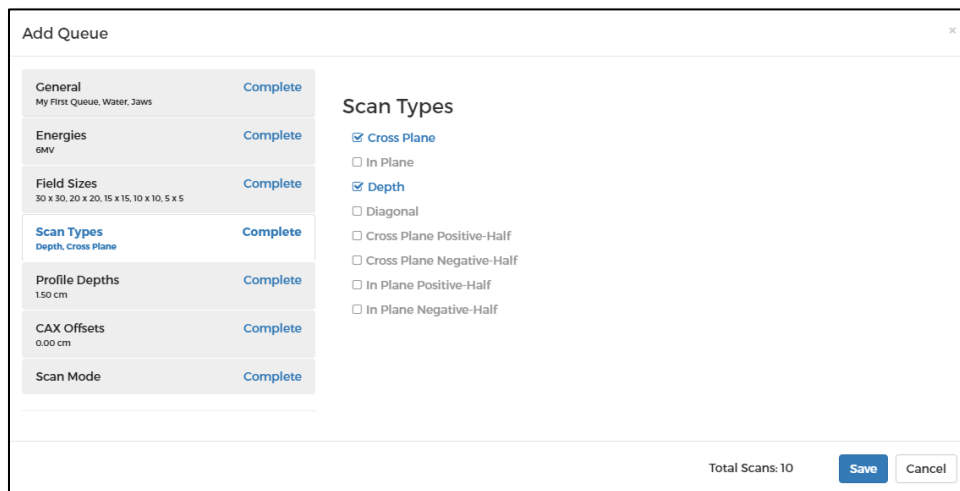 Add Queue
×
General Complete
My First Queue, Water, Jaws
Energies Complete
6MV
Field Sizes Complete
30 x 30, 20 x 20, 15 x 15, 10 x 10, 5 x 5
Scan Types Complete
Depth, Cross Plane
Profile Depths Complete
1.50 cm
CAX Offsets Complete
0.00 cm
Scan Mode Complete
Scan Types
Cross Plane
In Plane
Depth
Diagonal
Cross Plane Positive-Half
Cross Plane Negative-Half
In Plane Positive-Half
In Plane Negative-Half
Total Scans: 10
Save
Cancel